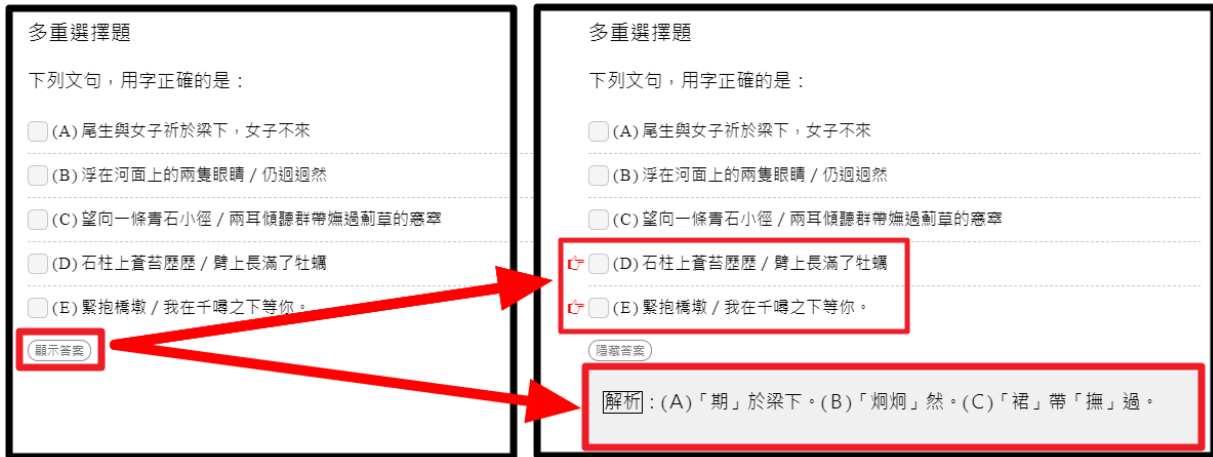 多重選擇題
下列文句，用字正確的是：
(A) 尾生與女子祈於梁下，女子不來
(B) 浮在河面上的兩隻眼睛 / 仍迥迥然
(C) 望向一條青石小徑 / 兩耳傾聽群帶嫵過薊草的窸窣
(D) 石柱上蒼苔歷歷 / 臂上長滿了牡蠣
(E) 緊抱橋墩 / 我在千噚之下等你。
顯示答案
多重選擇題
下列文句，用字正確的是：
(A) 尾生與女子祈於梁下，女子不來
(B) 浮在河面上的兩隻眼睛 / 仍迥迥然
(C) 望向一條青石小徑 / 兩耳傾聽群帶嫵過薊草的窸窣
(D) 石柱上蒼苔歷歷 / 臂上長滿了牡蠣
(E) 緊抱橋墩 / 我在千噚之下等你。
隱藏答案
解析：(A)「期」於梁下。(B)「炯炯」然。(C)「裙」帶「撫」過。